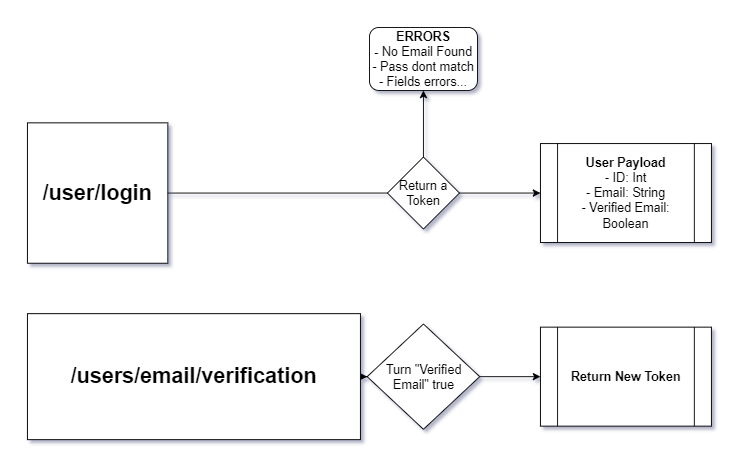 ERRORS
- No Email Found
- Pass dont match
- Fields errors...
/user/login
Return a
Token
User Payload
- ID: Int
- Email: String
- Verified Email:
Boolean
/users/email/verification
Turn "Verified
Email" true
Return New Token